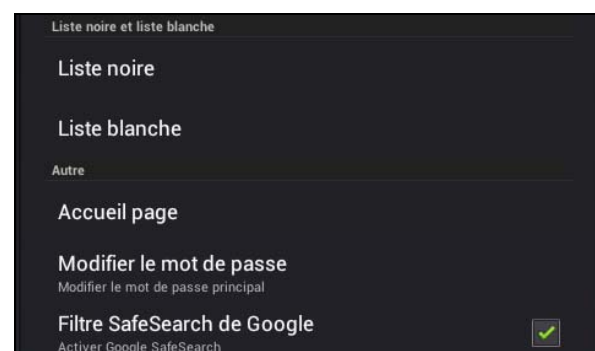 Liste noire et liste blanche
Liste noire
Liste blanche
Autre
Accueil page
Modifier le mot de passe
Modifier le mot de passe principal
Filtre SafeSearch de Google
Activer Google SafeSearch